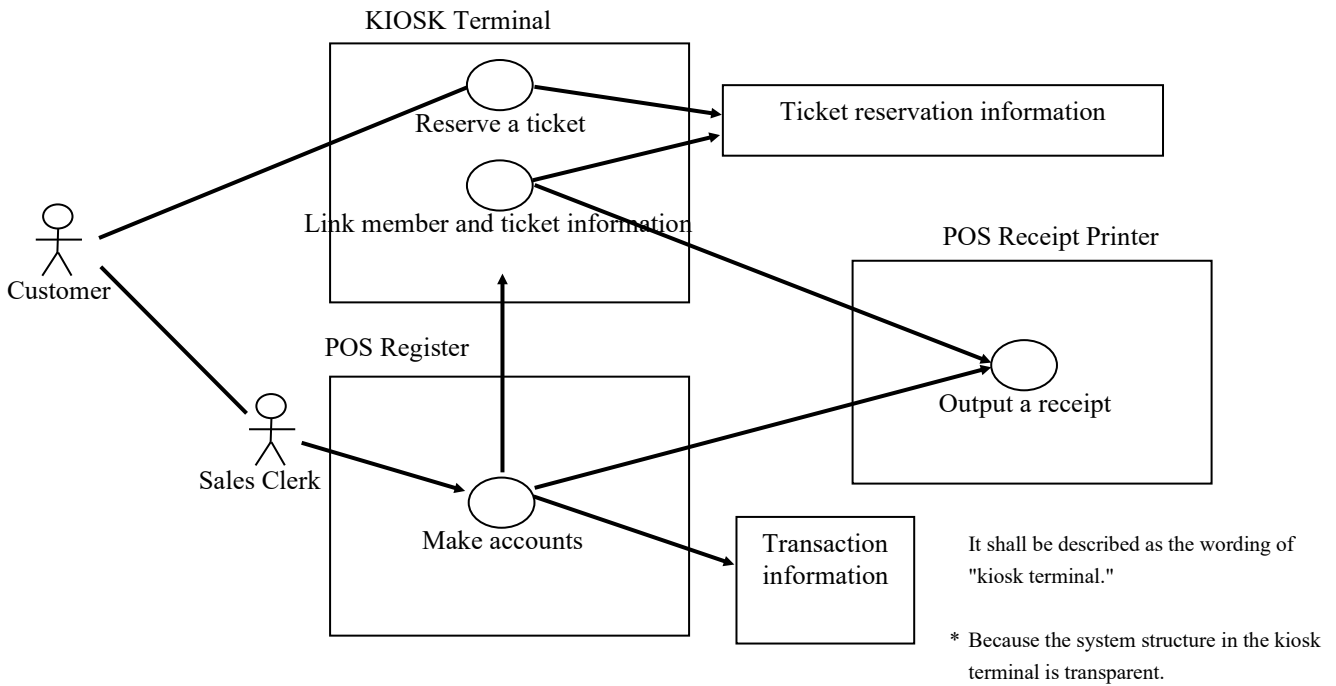 KIOSK Terminal
Reserve a ticket
Ticket reservation information
Link member and ticket information
Customer
POS Receipt Printer
POS Register
Output a receipt
Sales Clerk
Make accounts
Transaction
information
It shall be described as the wording of
"kiosk terminal."
* Because the system structure in the kiosk
terminal is transparent.